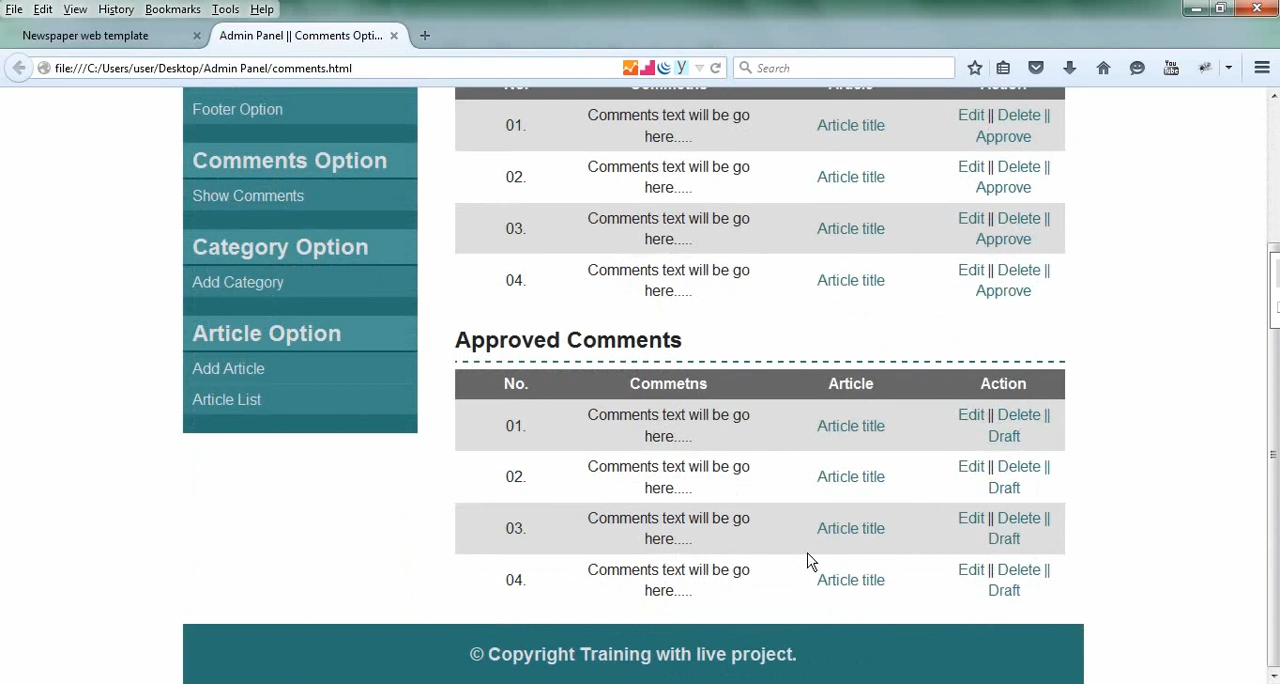 File Edit View History Bookmarks Tools Help
Newspaper web template × Admin Panel || Comments Opti... × +
file:///C:/Users/user/Desktop/Admin Panel/comments.html Search
Footer Option
Comments Option
Show Comments
Category Option
Add Category
Article Option
Add Article
Article List
01. Comments text will be go Article title Edit || Delete ||
here..... Approve
02. Comments text will be go Article title Edit || Delete ||
here..... Approve
03. Comments text will be go Article title Edit || Delete ||
here..... Approve
04. Comments text will be go Article title Edit || Delete ||
here..... Approve
Approved Comments
No. Commetns Article Action
01. Comments text will be go Article title Edit || Delete ||
here..... Draft
02. Comments text will be go Article title Edit || Delete ||
here..... Draft
03. Comments text will be go Article title Edit || Delete ||
here..... Draft
04. Comments text will be go Article title Edit || Delete ||
here..... Draft
© Copyright Training with live project.